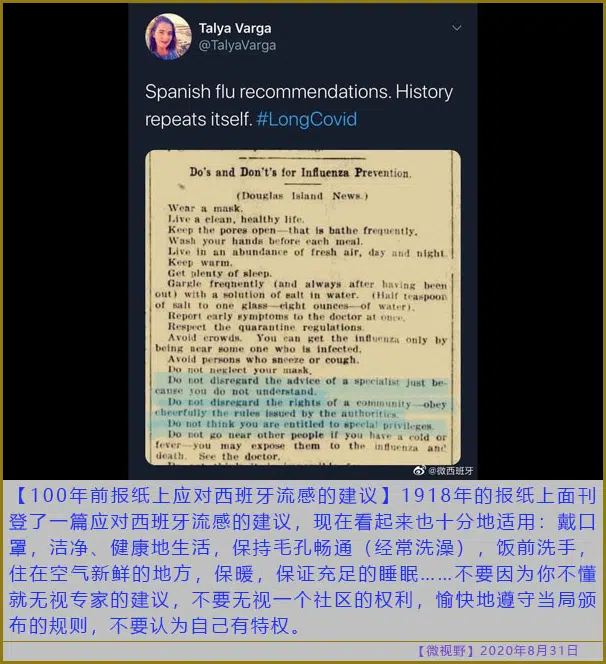 Talya Varga
@TalyaVarga
Spanish flu recommendations. History
repeats itself. #LongCovid
Do's and Don't's for Influenza Prevention.
(Douglas Island News.)
Wear a mask.
Live a clean, healthy life.
Keep the pores open—that is bathe frequently.
Wash your hands before each meal.
Live in an abundance of fresh air, day and night.
Keep warm.
Get plenty of sleep.
Gargle freqnently (and always after having been
out) with a solution of salt in water. (Half teaspoon
of salt to one glass—eight ounces—of water).
Report early symptoms to the doctor at once.
Respect the quarantine regulations.
Avoid crowds. You can get the influenza only by
being near some one who is infected.
Avoid persons who sneeze or cough.
Do not neglect your mask.
Do not disregard the advice of a specialist just be-
cause you do not understand.
Do not disregard the rights of a community—obey
cheerfully the rules issued by the authorities.
Do not think you are entitled to special privileges.
Do not go near other people if you have a cold or
fever—you may expose them to the influenza and
death. See the doctor.
@微西班牙
【100年前报纸上应对西班牙流感的建议】1918年的报纸上面刊
登了一篇应对西班牙流感的建议，现在看起来也十分地适用：戴口
罩，洁净、健康地生活，保持毛孔畅通（经常洗澡），饭前洗手，
住在空气新鲜的地方，保暖，保证充足的睡眠……不要因为你不懂
就无视专家的建议，不要无视一个社区的权利，愉快地遵守当局颁
布的规则，不要认为自己有特权。
【微视野】2020年8月31日